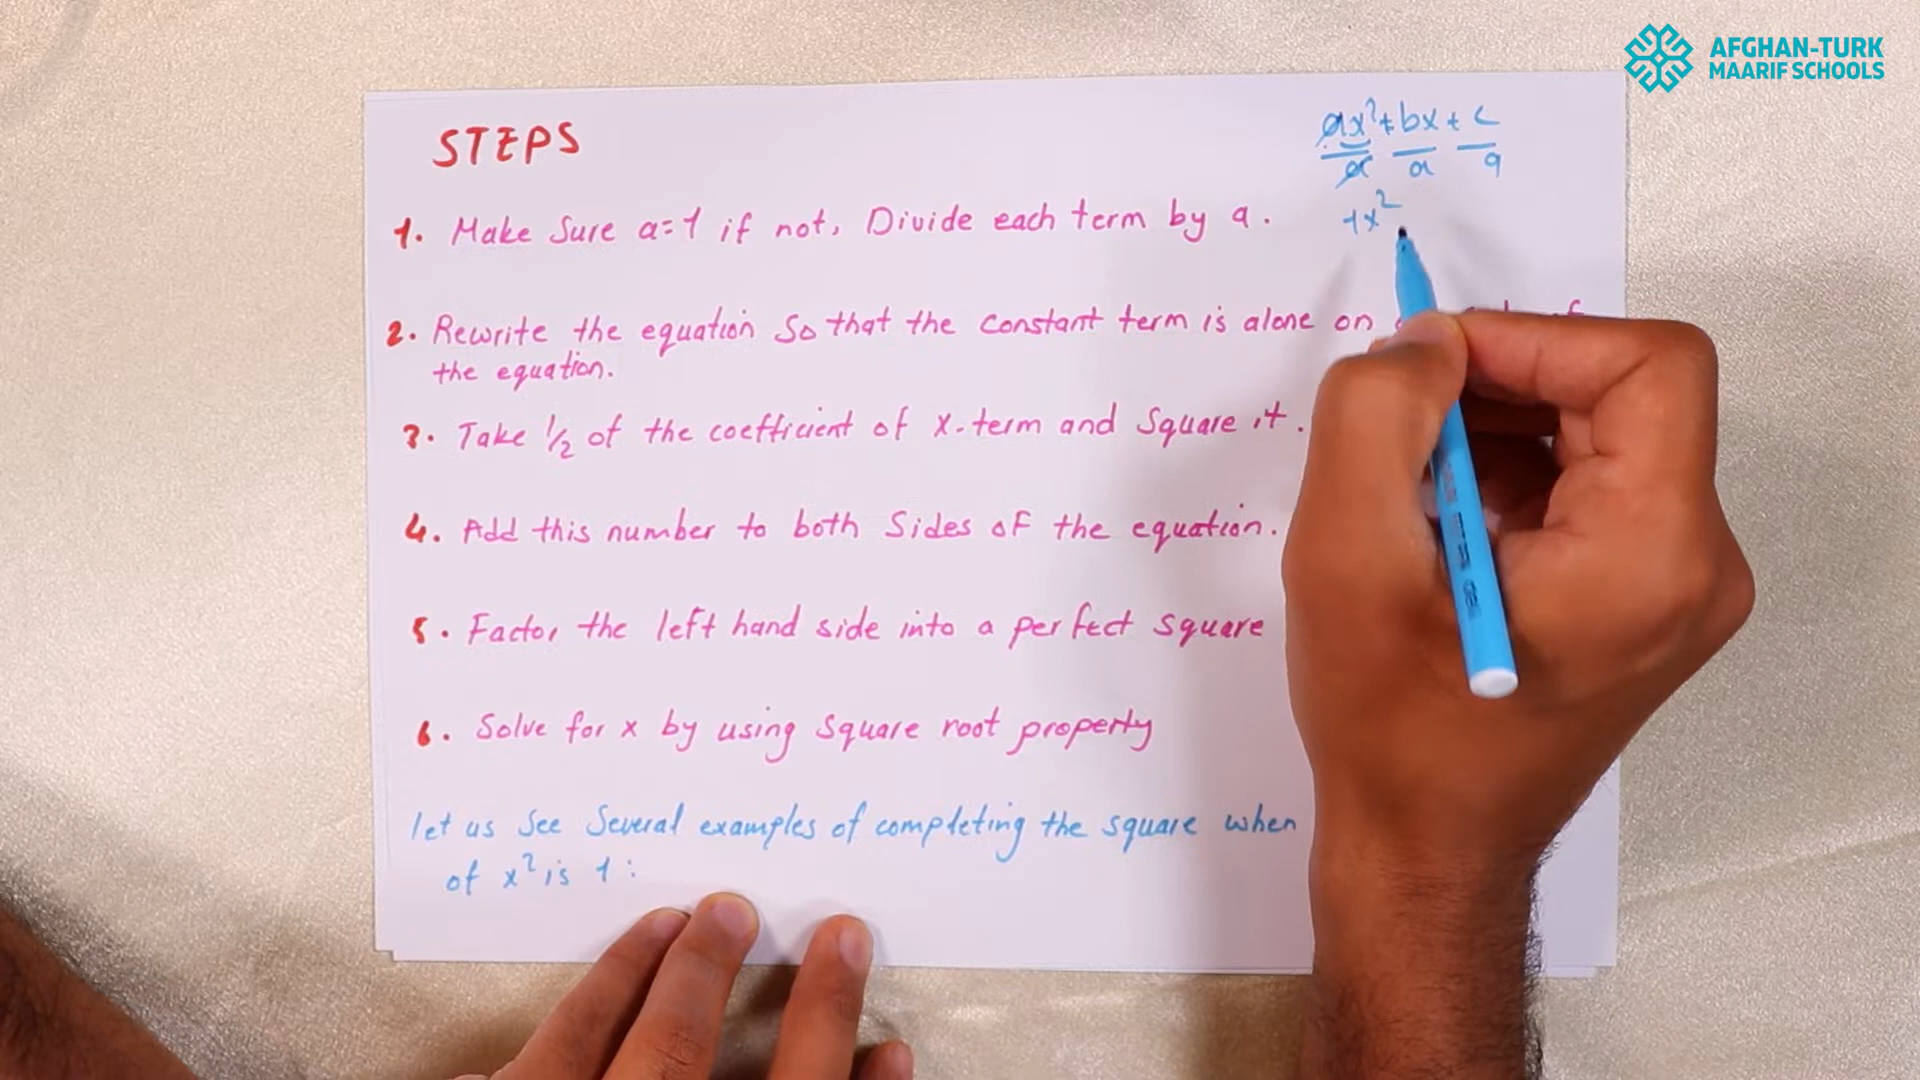 AFGHAN-TURK
MAARIF SCHOOLS
STEPS
ax²+bx+c
a a a
1x²
1. Make Sure a=1 if not, Divide each term by a.
2. Rewrite the equation So that the constant term is alone on
the equation.
3. Take 1/2 of the coefficient of x-term and Square it.
4. Add this number to both Sides of the equation.
5. Factor the left hand side into a perfect square
6. Solve for x by using square root property
let us see Several examples of completing the square when
of x² is 1: